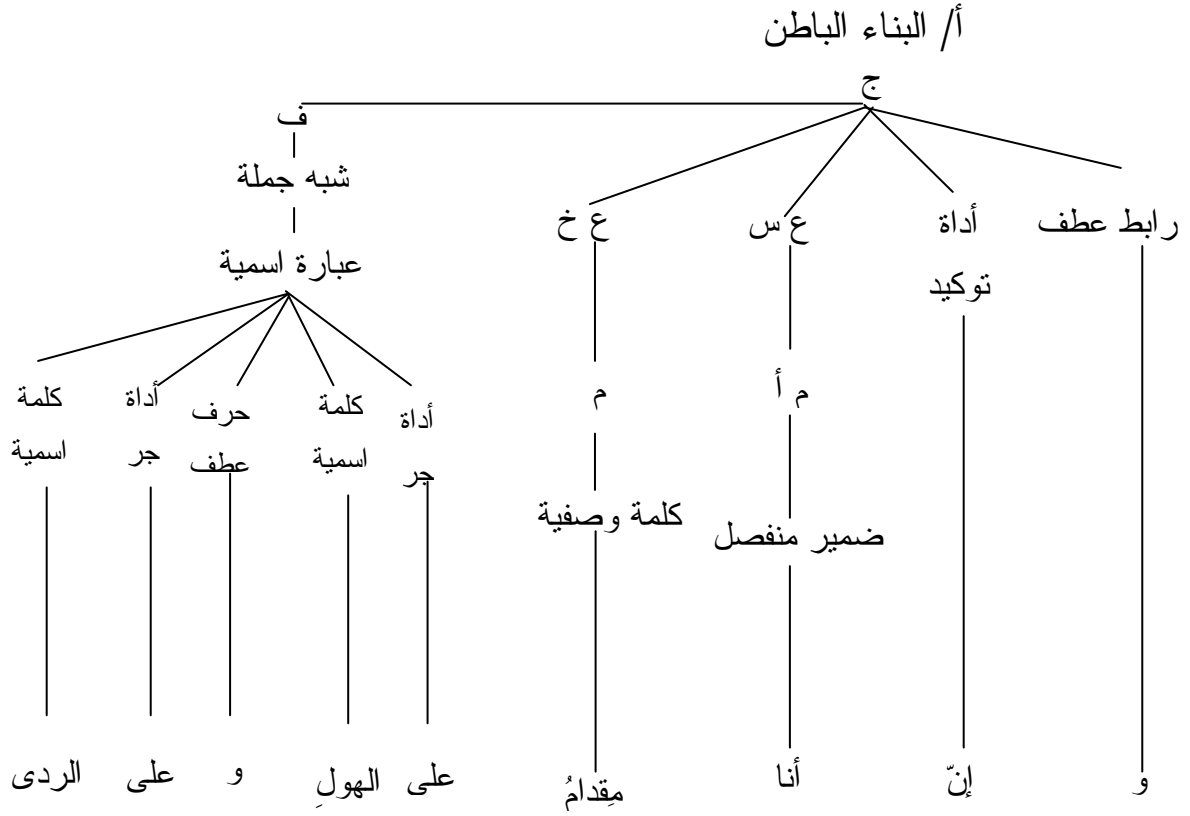 أ/ البناء الباطن
ج
ف
شبه جملة
رابط عطف أداة ع س ع خ
عبارة اسمية
توكيد
م أ م أداة كلمة حرف أداة كلمة
جر اسمية عطف جر اسمية
كلمة وصفية
ضمير منفصل
و إنّ أنا مِقدامُ على الهولِ و على الردى